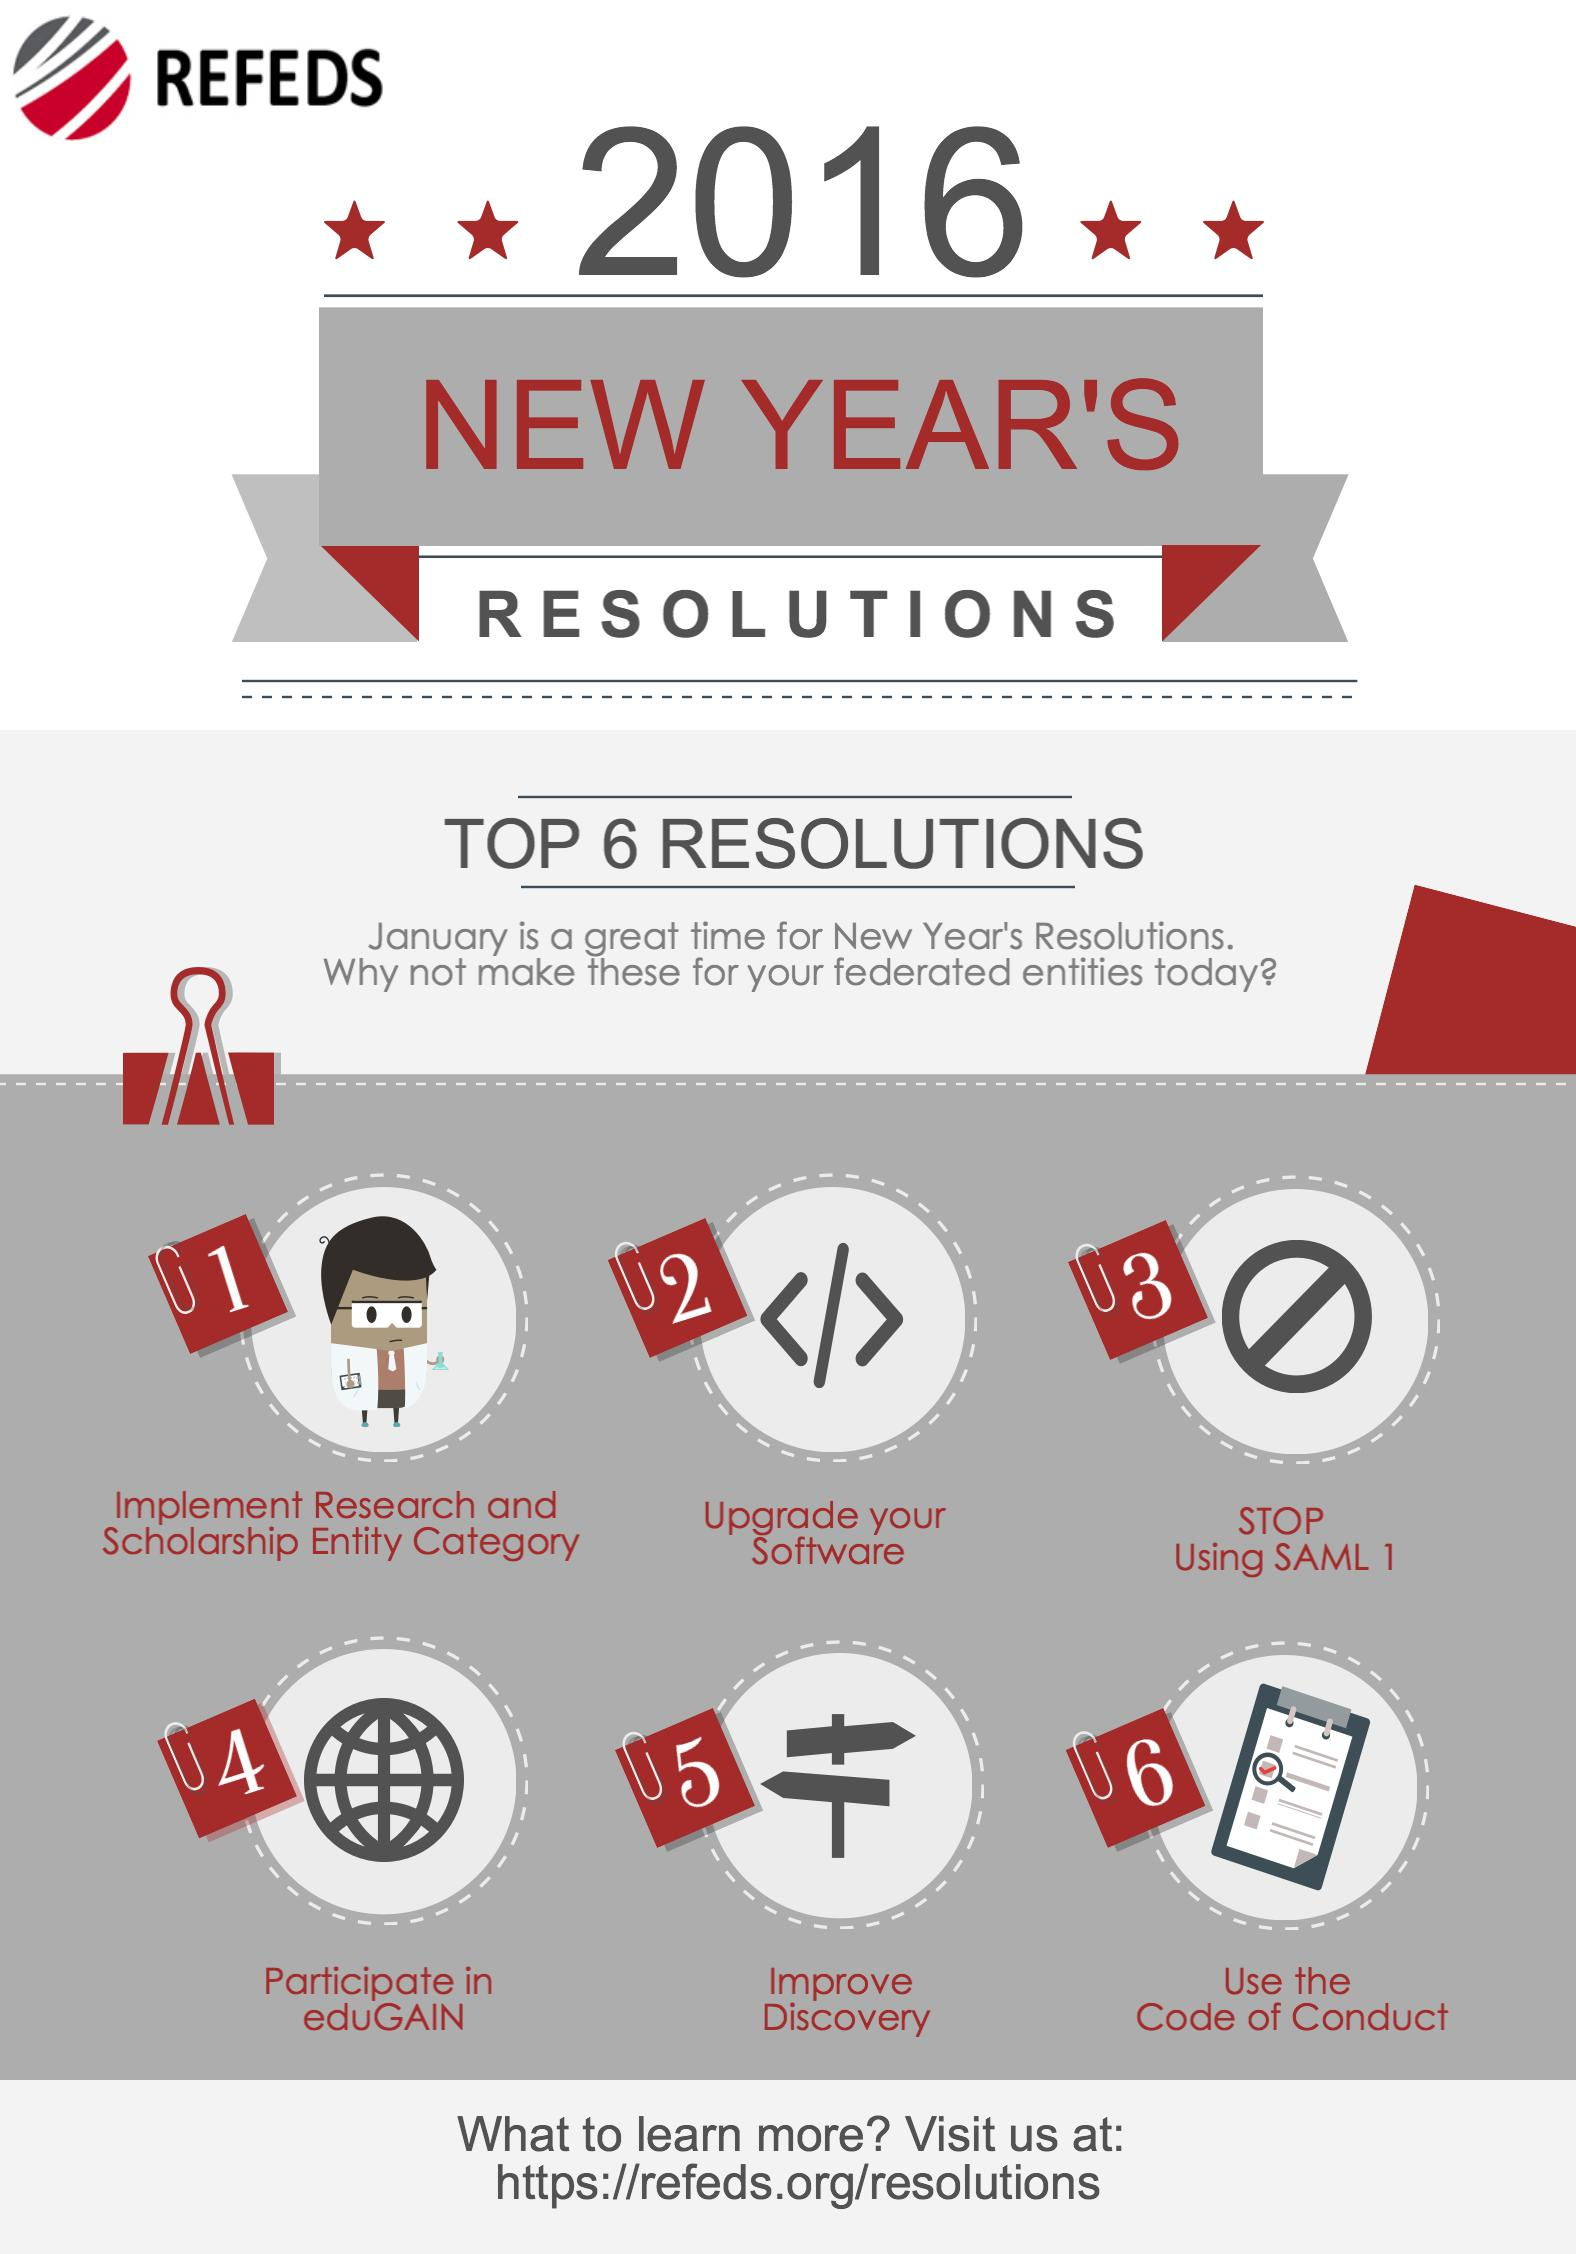 REFEDS
2016
NEW YEAR'S
RESOLUTIONS
TOP 6 RESOLUTIONS
January is a great time for New Year's Resolutions.
Why not make these for your federated entities today?
1
Implement Research and
Scholarship Entity Category
2
Upgrade your
Software
3
STOP
Using SAML 1
4
Participate in
eduGAIN
5
Improve
Discovery
6
Use the
Code of Conduct
What to learn more? Visit us at:
https://refeds.org/resolutions